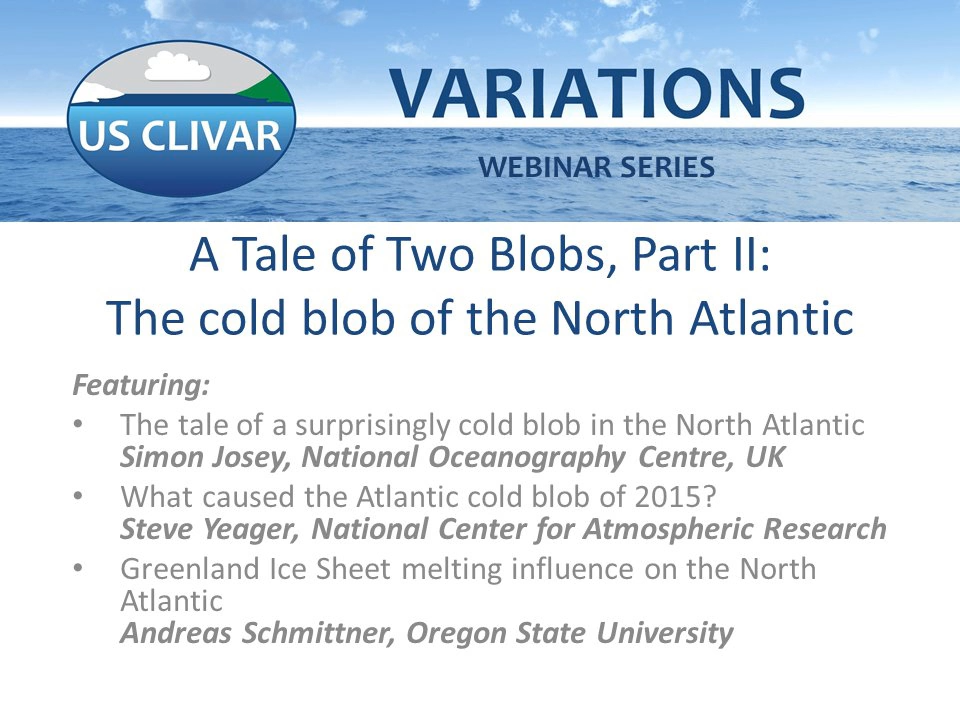 US CLIVAR
VARIATIONS
WEBINAR SERIES
A Tale of Two Blobs, Part II:
The cold blob of the North Atlantic
Featuring:
• The tale of a surprisingly cold blob in the North Atlantic
Simon Josey, National Oceanography Centre, UK
• What caused the Atlantic cold blob of 2015?
Steve Yeager, National Center for Atmospheric Research
• Greenland Ice Sheet melting influence on the North
Atlantic
Andreas Schmittner, Oregon State University